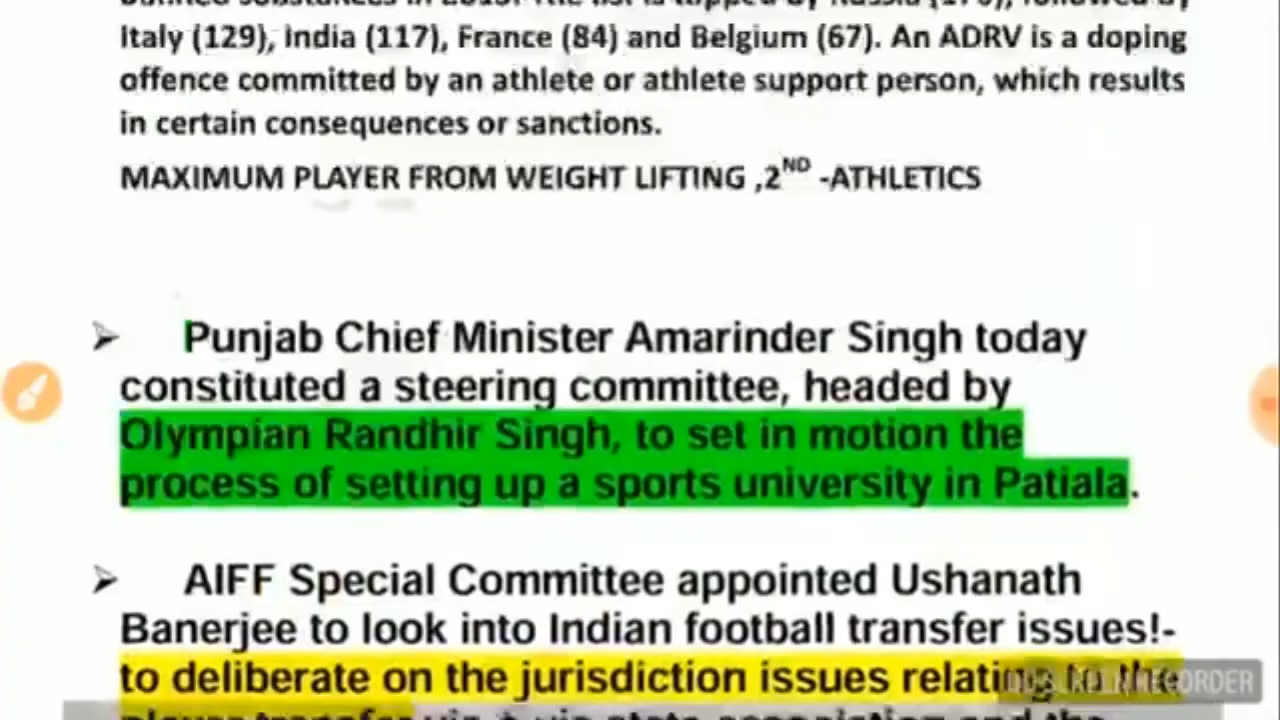 Italy (129), India (117), France (84) and Belgium (67). An ADRV is a doping
offence committed by an athlete or athlete support person, which results
in certain consequences or sanctions.
MAXIMUM PLAYER FROM WEIGHT LIFTING ,2ND -ATHLETICS
➢ Punjab Chief Minister Amarinder Singh today
constituted a steering committee, headed by
Olympian Randhir Singh, to set in motion the
process of setting up a sports university in Patiala.
➢ AIFF Special Committee appointed Ushanath
Banerjee to look into Indian football transfer issues!-
to deliberate on the jurisdiction issues relating to the
RECORDER